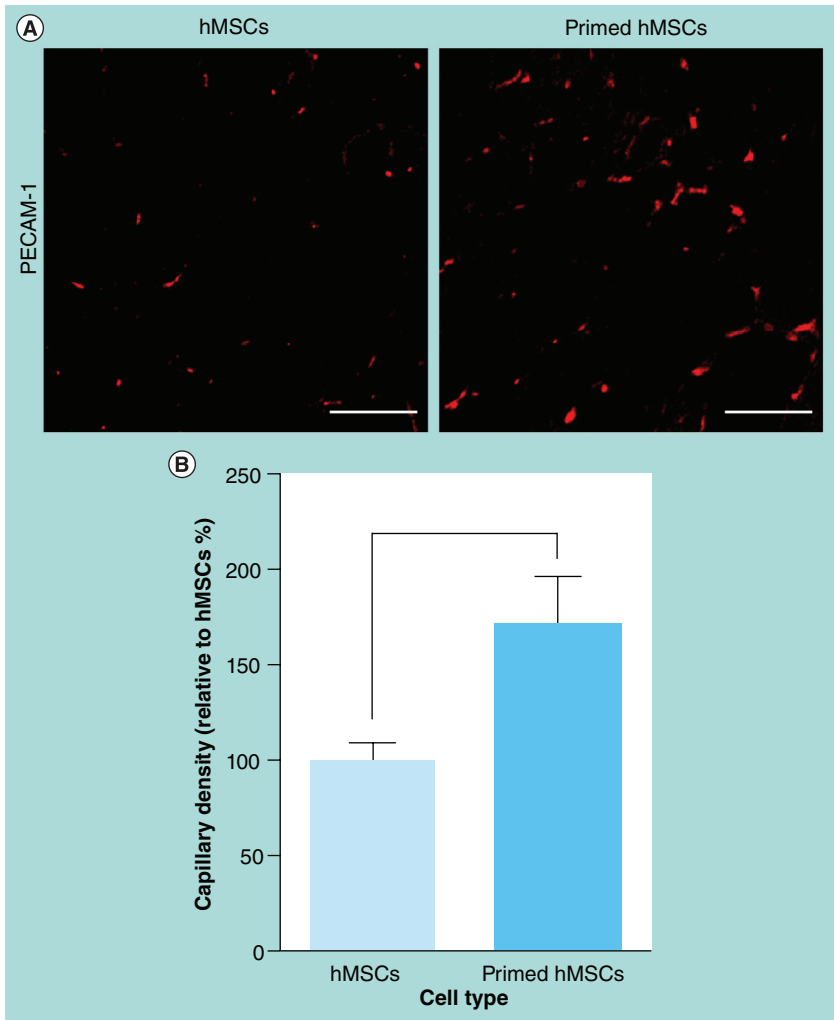 A
hMSCs
Primed hMSCs
PECAM-1
B
Capillary density (relative to hMSCs %)
250
200
150
100
50
0
hMSCs
Primed hMSCs
Cell type